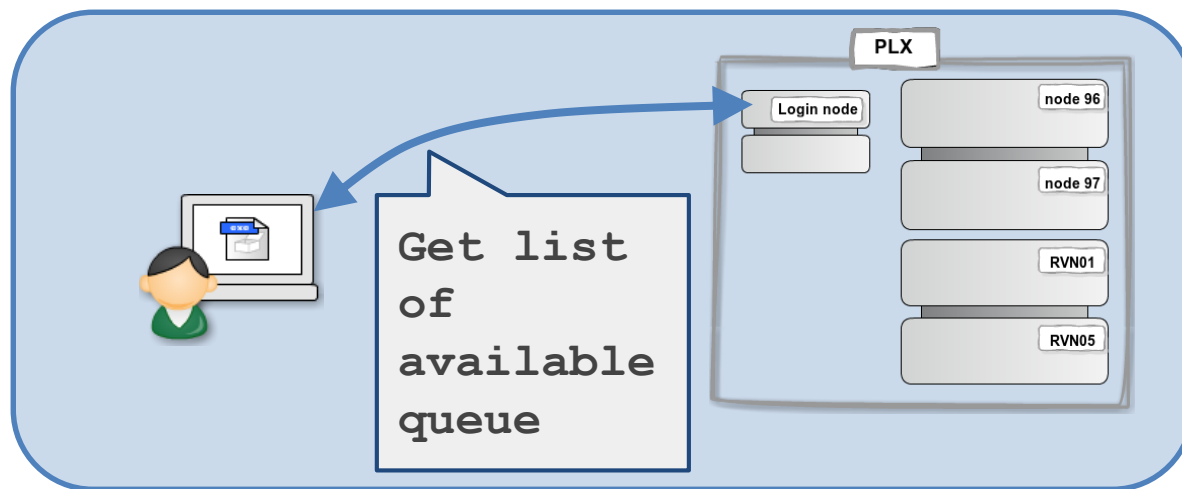 PLX
Login node
node 96
node 97
RVN01
RVN05
Get list
of
available
queue